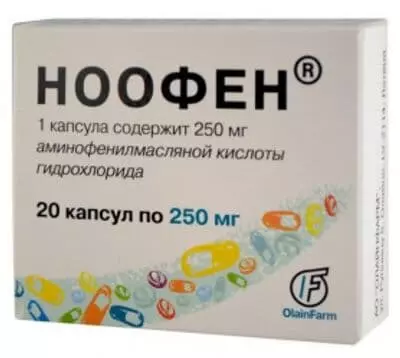 НООФЕН®
1 капсула содержит 250 мг
аминофенилмасляной кислоты
гидрохлорида
20 капсул по 250 мг
OlainFarm